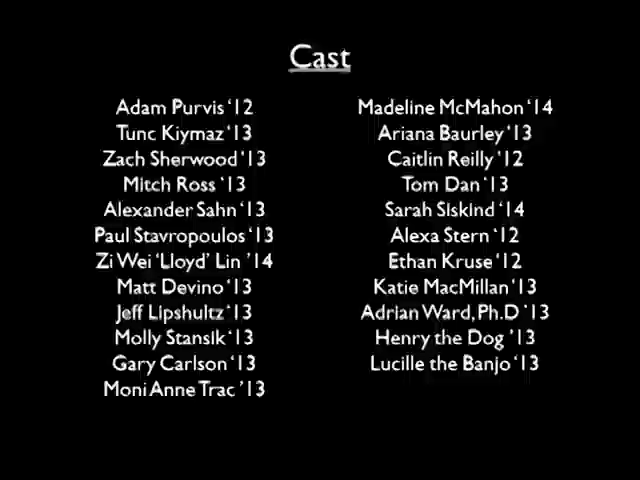 Cast
Adam Purvis ‘12
Tunc Kiymaz ‘13
Zach Sherwood ‘13
Mitch Ross ‘13
Alexander Sahn ‘13
Paul Stavropoulos ‘13
Zi Wei ‘Lloyd’ Lin ’14
Matt Devino ‘13
Jeff Lipshultz ‘13
Molly Stansik ‘13
Gary Carlson ‘13
Moni Anne Trac ’13
Madeline McMahon ‘14
Ariana Baurley ‘13
Caitlin Reilly ‘12
Tom Dan ‘13
Sarah Siskind ‘14
Alexa Stern ‘12
Ethan Kruse ‘12
Katie MacMillan ‘13
Adrian Ward, Ph.D ‘13
Henry the Dog ’13
Lucille the Banjo ‘13